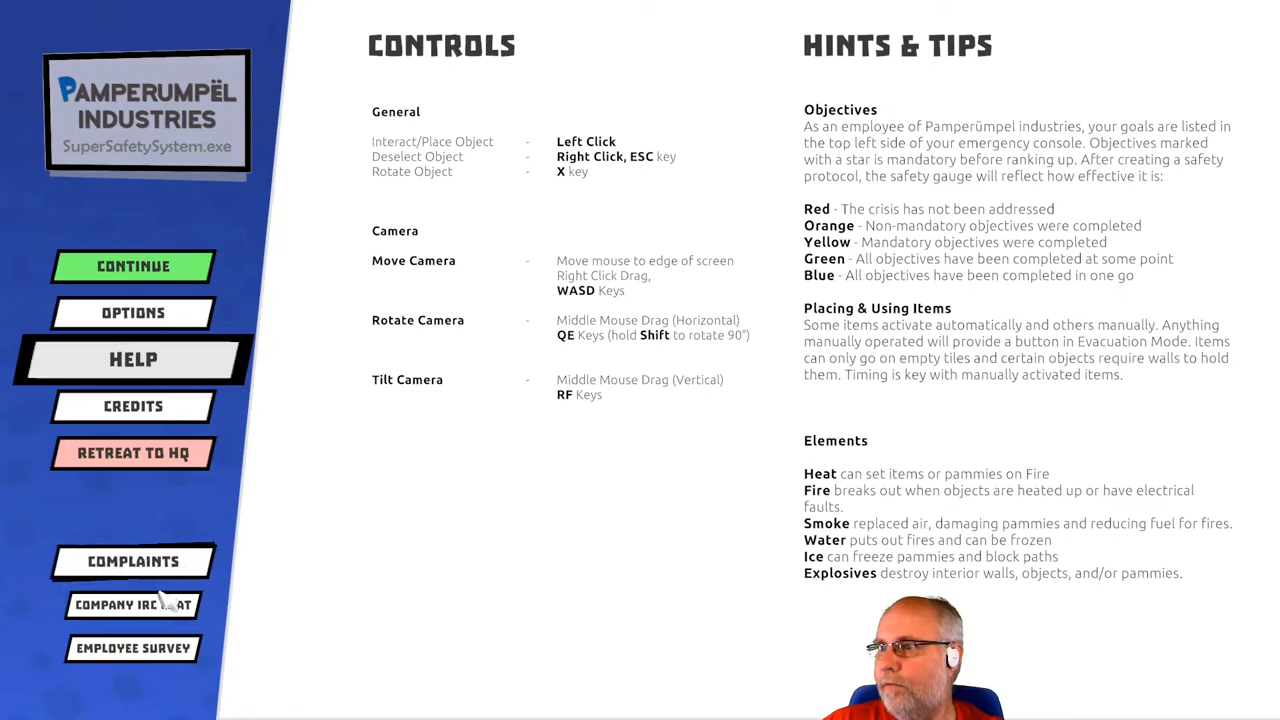 PAMPERUMPËL
INDUSTRIES
SuperSafetySystem.exe
CONTINUE
OPTIONS
HELP
CREDITS
RETREAT TO HQ
COMPLAINTS
COMPANY IRC
EMPLOYEE SURVEY
CONTROLS
General
Interact/Place Object - Left Click
Deselect Object - Right Click, ESC key
Rotate Object - X key
Camera
Move Camera - Move mouse to edge of screen
Right Click Drag,
WASD Keys
Rotate Camera - Middle Mouse Drag (Horizontal)
QE Keys (hold Shift to rotate 90°)
Tilt Camera - Middle Mouse Drag (Vertical)
RF Keys
HINTS & TIPS
Objectives
As an employee of Pamperümpel industries, your goals are listed in
the top left side of your emergency console. Objectives marked
with a star is mandatory before ranking up. After creating a safety
protocol, the safety gauge will reflect how effective it is:
Red - The crisis has not been addressed
Orange - Non-mandatory objectives were completed
Yellow - Mandatory objectives were completed
Green - All objectives have been completed at some point
Blue - All objectives have been completed in one go
Placing & Using Items
Some items activate automatically and others manually. Anything
manually operated will provide a button in Evacuation Mode. Items
can only go on empty tiles and certain objects require walls to hold
them. Timing is key with manually activated items.
Elements
Heat can set items or pammies on Fire
Fire breaks out when objects are heated up or have electrical
faults.
Smoke replaced air, damaging pammies and reducing fuel for fires.
Water puts out fires and can be frozen
Ice can freeze pammies and block paths
Explosives destroy interior walls, objects, and/or pammies.